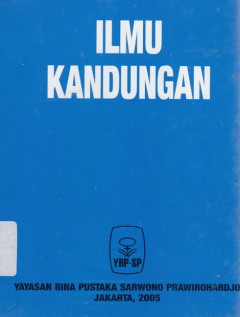 ILMU
KANDUNGAN
YBP-SP
YAYASAN BINA PUSTAKA SARWONO PRAWIROHARDJO
JAKARTA, 2005